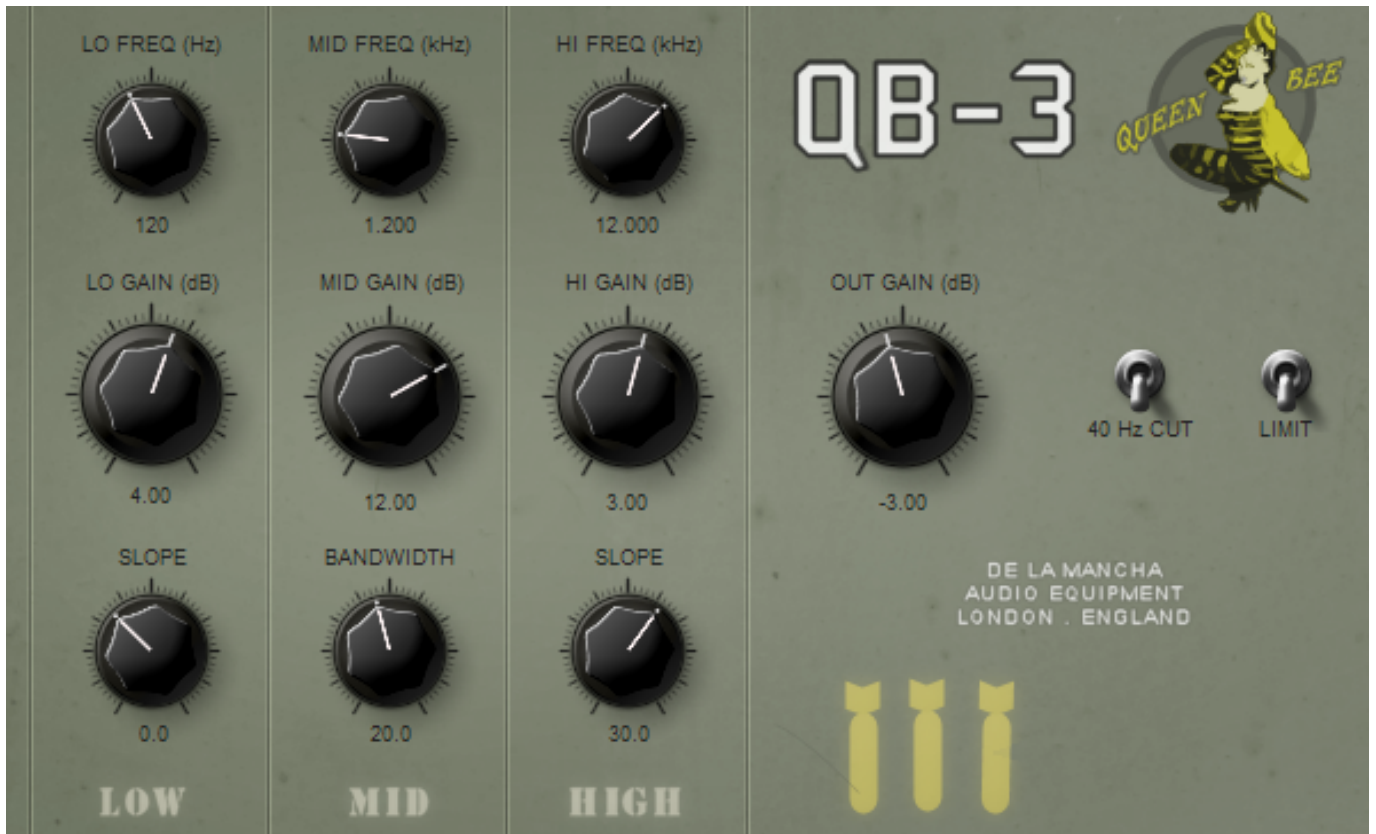 LO FREQ (Hz)
MID FREQ (kHz)
HI FREQ (kHz)
QB-3
QUEEN BEE
120
1.200
12.000
LO GAIN (dB)
MID GAIN (dB)
HI GAIN (dB)
OUT GAIN (dB)
40 Hz CUT
LIMIT
4.00
12.00
3.00
-3.00
SLOPE
BANDWIDTH
SLOPE
DE LA MANCHA
AUDIO EQUIPMENT
LONDON . ENGLAND
0.0
20.0
30.0
LOW
MID
HIGH